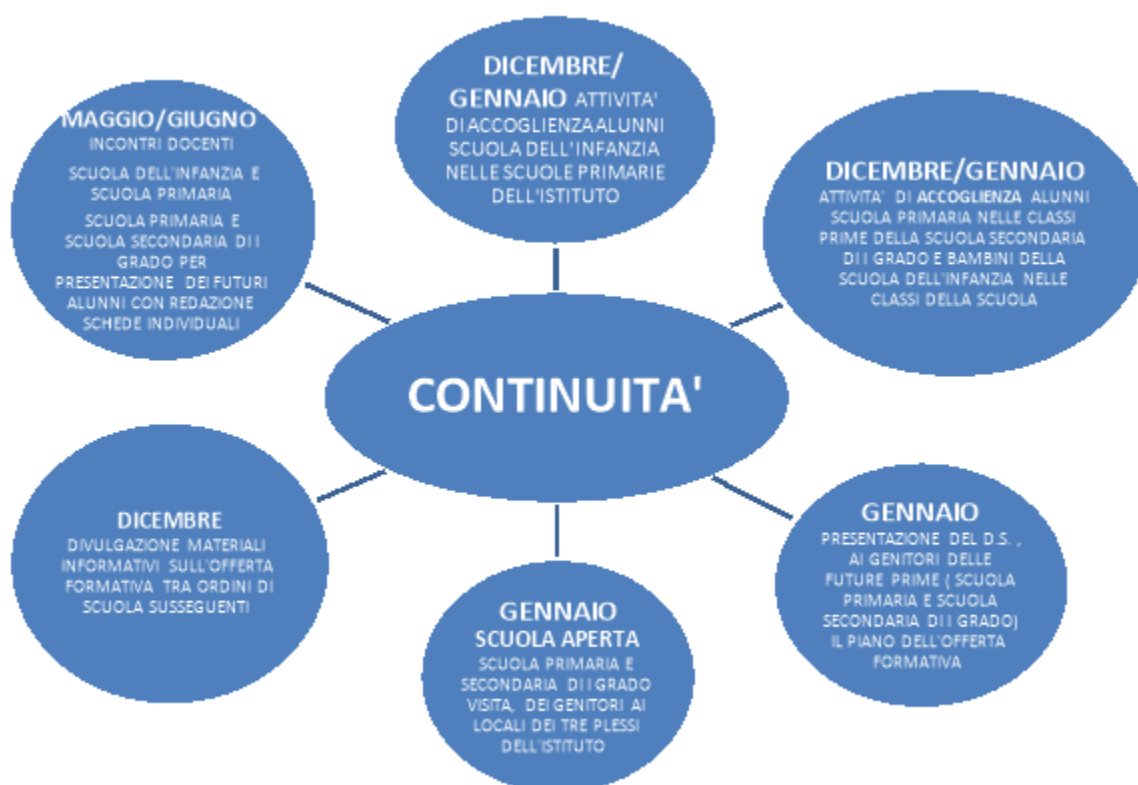 DICEMBRE/
GENNAIO ATTIVITA'
DI ACCOGLIENZA ALUNNI
SCUOLA DELL'INFANZIA
NELLE SCUOLE PRIMARIE
DELL'ISTITUTO
DICEMBRE/GENNAIO
ATTIVITA' DI ACCOGLIENZA ALUNNI
SCUOLA PRIMARIA NELLE CLASSI
PRIME DELLA SCUOLA SECONDARIA
DI I GRADO E BAMBINI DELLA
SCUOLA DELL'INFANZIA NELLE
CLASSI DELLA SCUOLA
GENNAIO
PRESENTAZIONE DEL D.S. ,
AI GENITORI DELLE
FUTURE PRIME ( SCUOLA
PRIMARIA E SCUOLA
SECONDARIA DI I GRADO)
IL PIANO DELL'OFFERTA
FORMATIVA
GENNAIO
SCUOLA APERTA
SCUOLA PRIMARIA E
SECONDARIA DI I GRADO
VISITA, DEI GENITORI AI
LOCALI DEI TRE PLESSI
DELL'ISTITUTO
DICEMBRE
DIVULGAZIONE MATERIALI
INFORMATIVI SULL'OFFERTA
FORMATIVA TRA ORDINI DI
SCUOLA SUSSEGUENTI
MAGGIO/GIUGNO
INCONTRI DOCENTI
SCUOLA DELL'INFANZIA E
SCUOLA PRIMARIA
SCUOLA PRIMARIA E
SCUOLA SECONDARIA DI I
GRADO PER
PRESENTAZIONE DEI FUTURI
ALUNNI CON REDAZIONE
SCHEDE INDIVIDUALI
CONTINUITA'